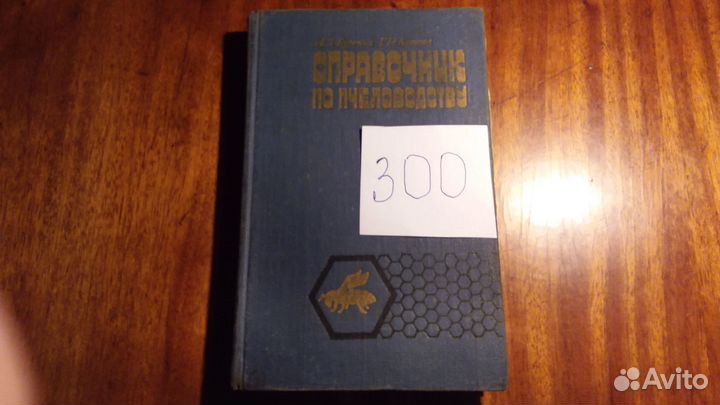 СПРАВОЧНИК
ПО ПЧЕЛОВОДСТВУ
300
Avito